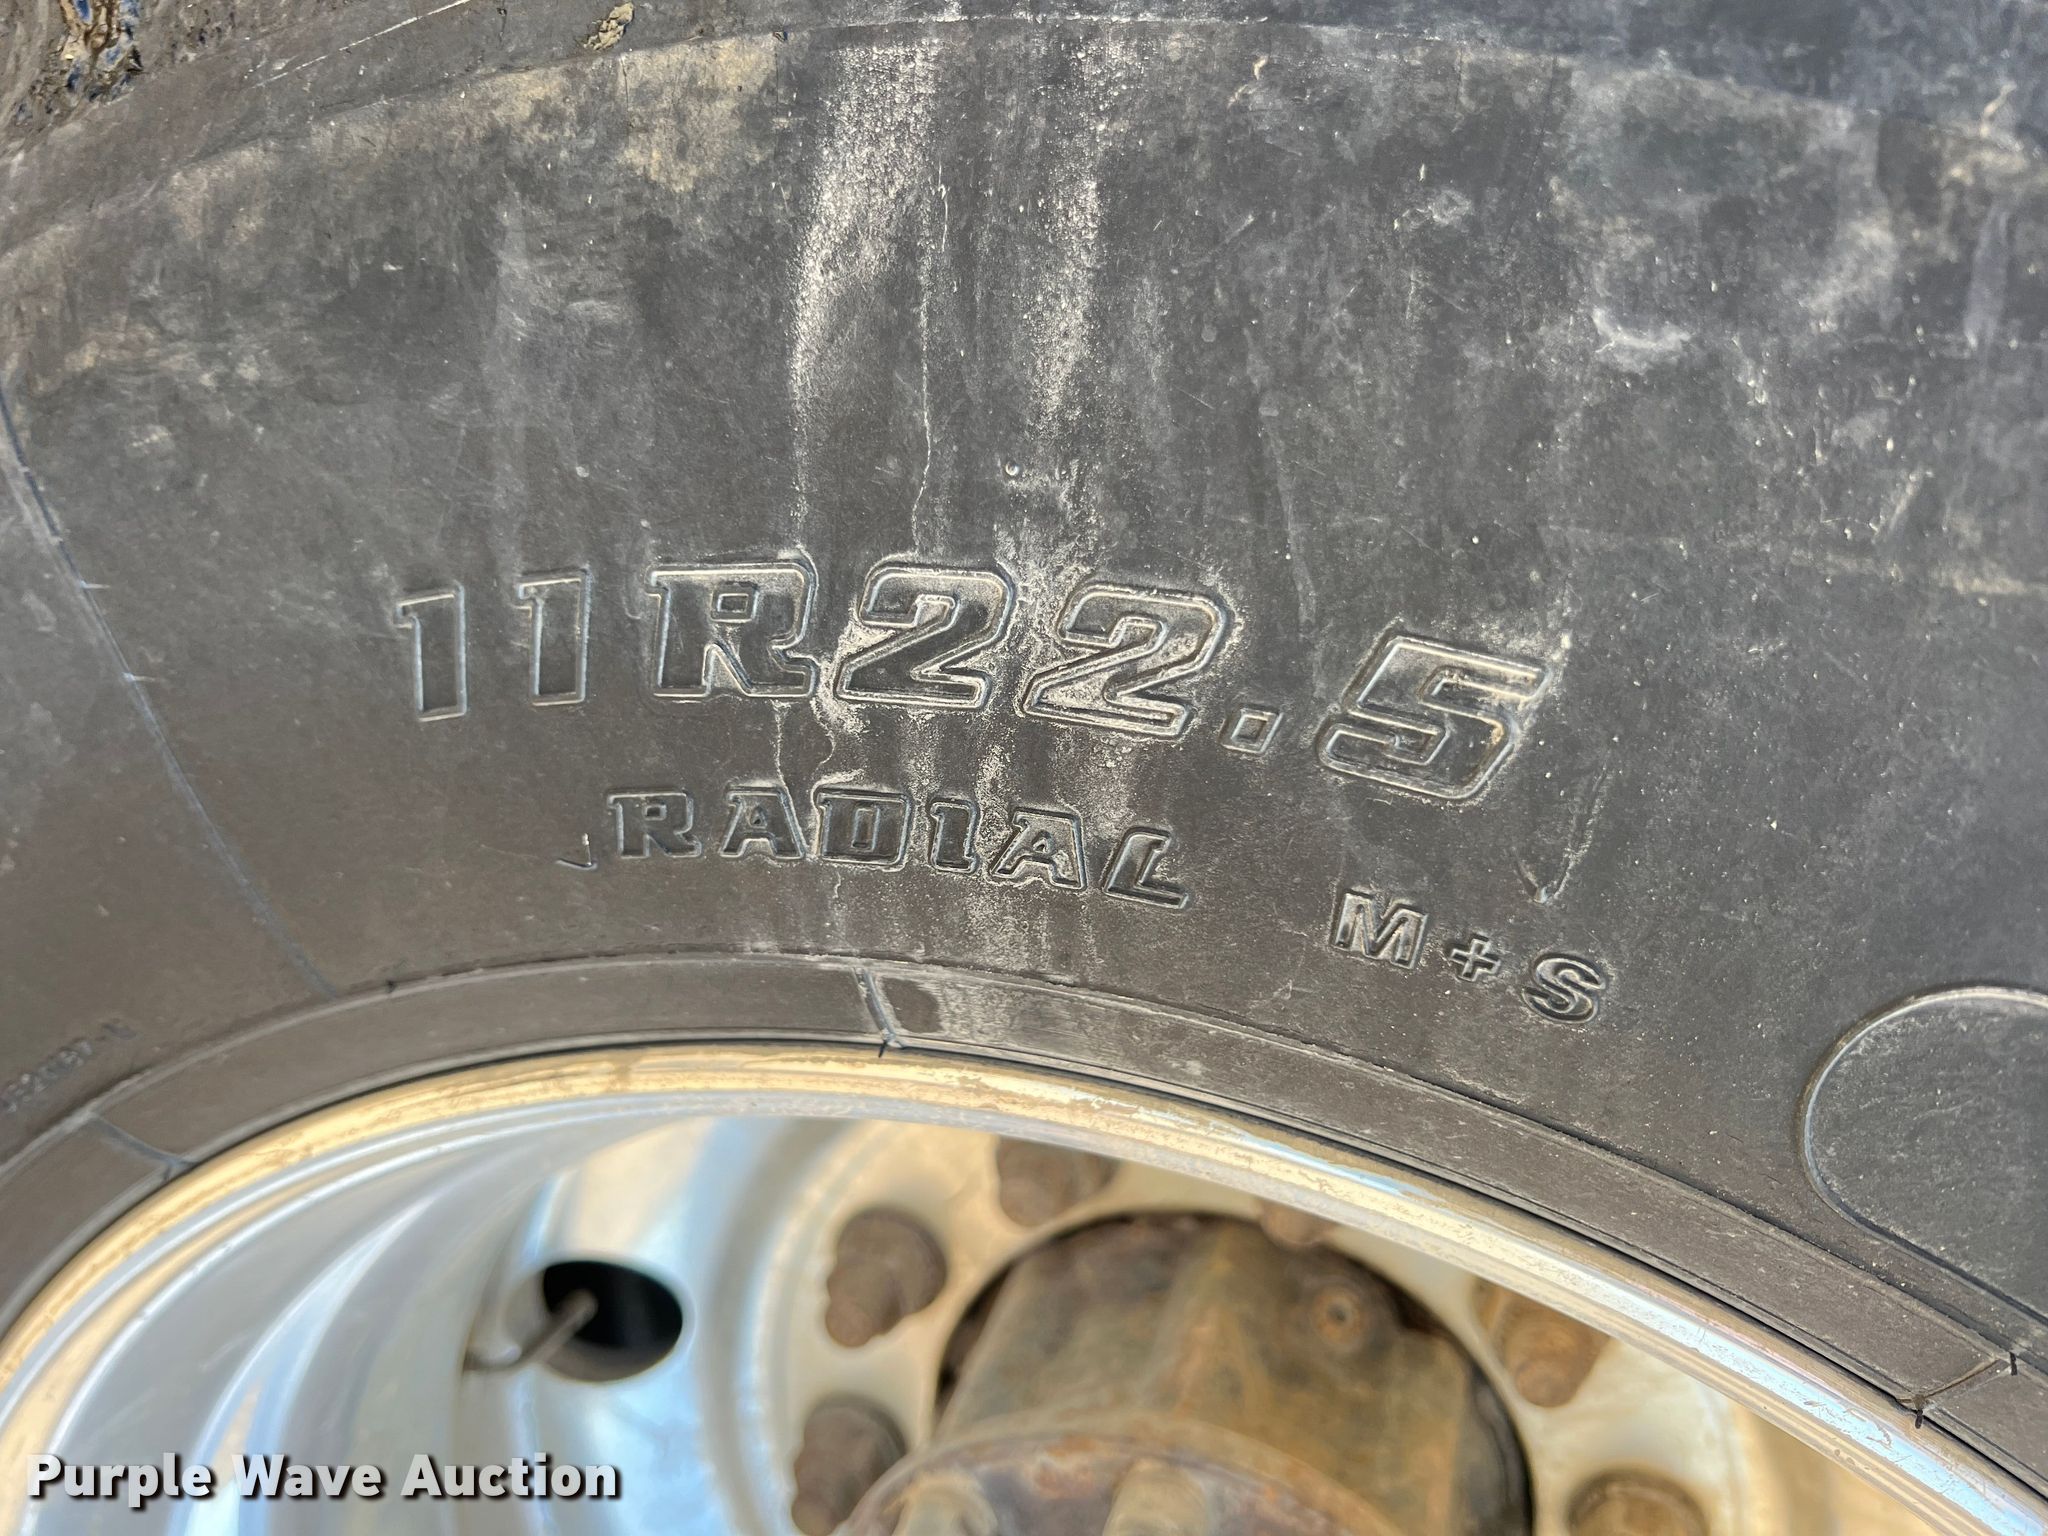 11R22.5
RADIAL
M+S
Purple Wave Auction